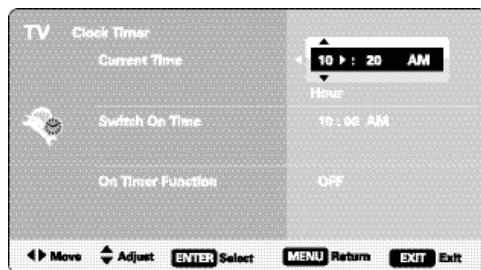 TV Clock Timer
Current Time 10 : 20 AM
Hour
Switch On Time 10 : 00 AM
On Timer Function OFF
Move Adjust ENTER Select MENU Return EXIT Exit